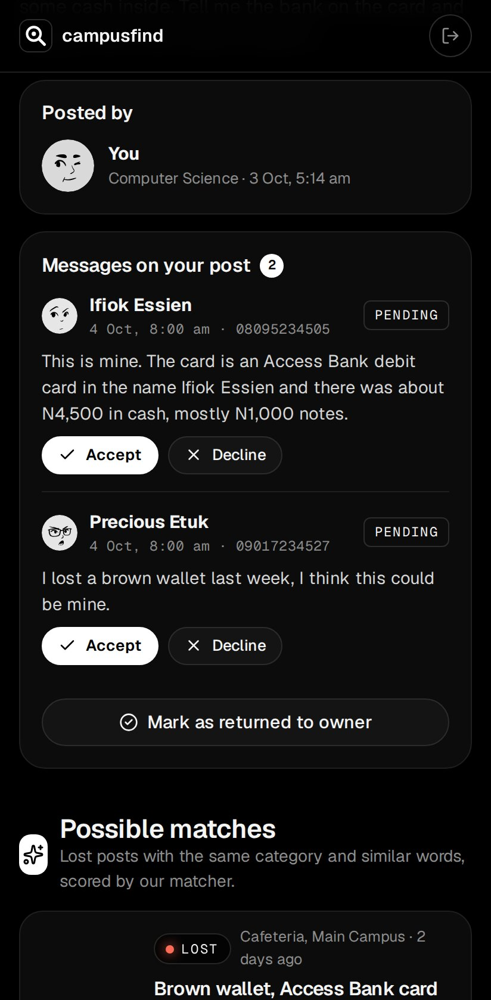 some cash inside. Tell me the bank on the card and
campusfind
Posted by
You
Computer Science · 3 Oct, 5:14 am
Messages on your post 2
Ifiok Essien
4 Oct, 8:00 am · 08095234505
PENDING
This is mine. The card is an Access Bank debit
card in the name Ifiok Essien and there was about
N4,500 in cash, mostly N1,000 notes.
Accept
Decline
Precious Etuk
4 Oct, 8:00 am · 09017234527
PENDING
I lost a brown wallet last week, I think this could
be mine.
Accept
Decline
Mark as returned to owner
Possible matches
Lost posts with the same category and similar words,
scored by our matcher.
LOST
Cafeteria, Main Campus · 2
days ago
Brown wallet, Access Bank card